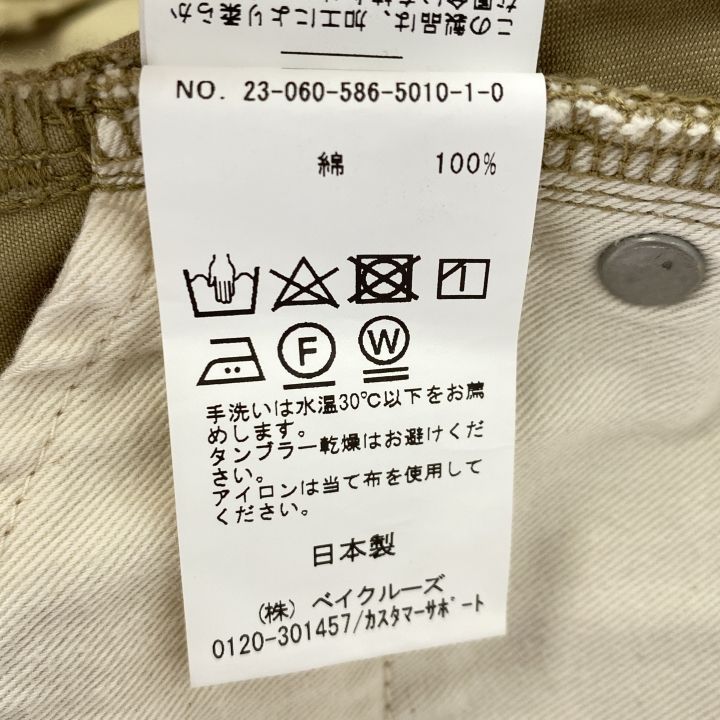 この製品は、加工により柔らか
NO. 23-060-586-5010-1-0
綿 100%
F
W
手洗いは水温30℃以下をお薦
めします。
タンブラー乾燥はお避けくだ
さい。
アイロンは当て布を使用して
ください。
日本製
(株) ベイクルーズ
0120-301457/カスタマーサポート